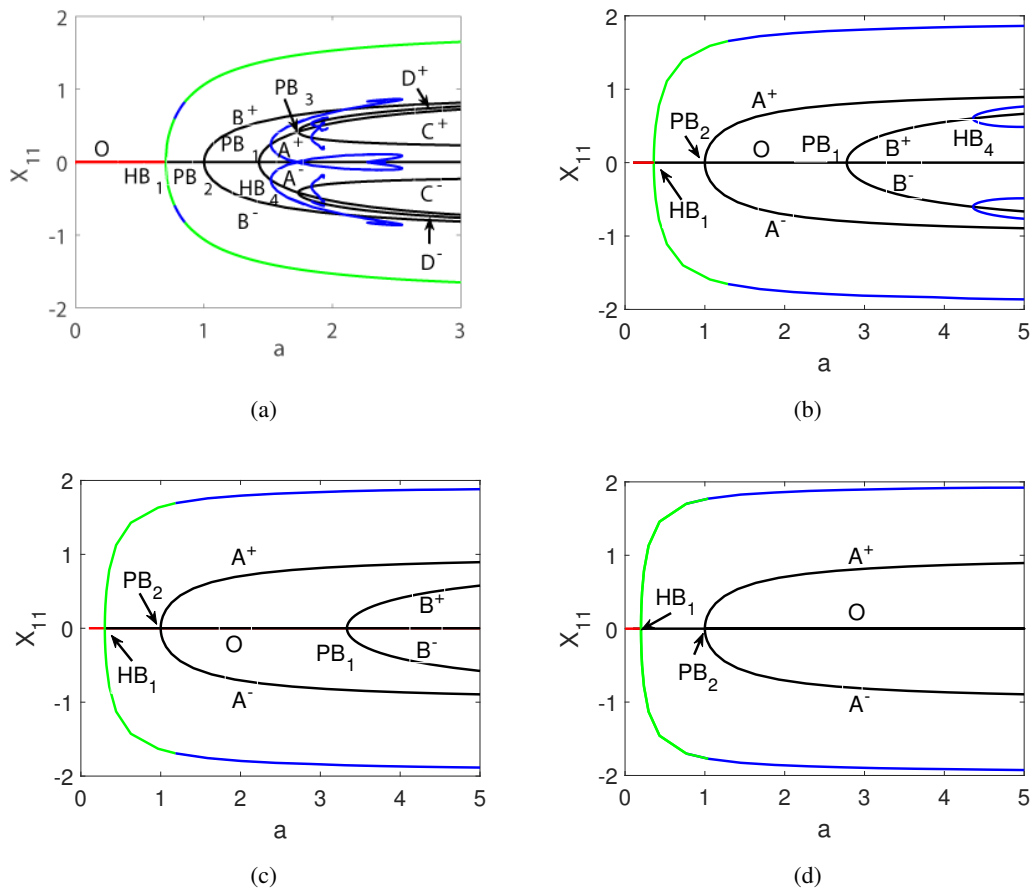 2
1
0
-1
-2
X11
0
1
2
3
a
O
HB1
PB2
B+
PB1
PB3
A+
A-
HB4
B-
D+
C+
C-
D-
(a)
2
1
0
-1
-2
X11
0
1
2
3
4
5
a
PB2
A+
O
PB1
B+
HB4
B-
HB1
A-
(b)
2
1
0
-1
-2
X11
0
1
2
3
4
5
a
PB2
A+
B+
HB1
O
PB1
B-
A-
(c)
2
1
0
-1
-2
X11
0
1
2
3
4
5
a
HB1
A+
O
PB2
A-
(d)